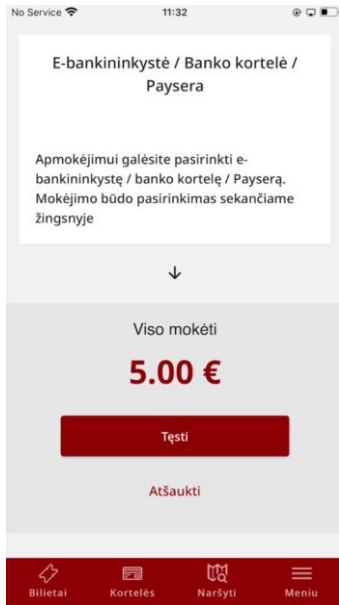 No Service 11:32
E-bankininkystė / Banko kortelė /
Paysera
Apmokėjimui galėsite pasirinkti e-
bankininkystę / banko kortelę / Payserą.
Mokėjimo būdo pasirinkimas sekančiame
žingsnyje
Viso mokėti
5.00 €
Tęsti
Atšaukti
Bilietai Kortelės Naršyti Meniu